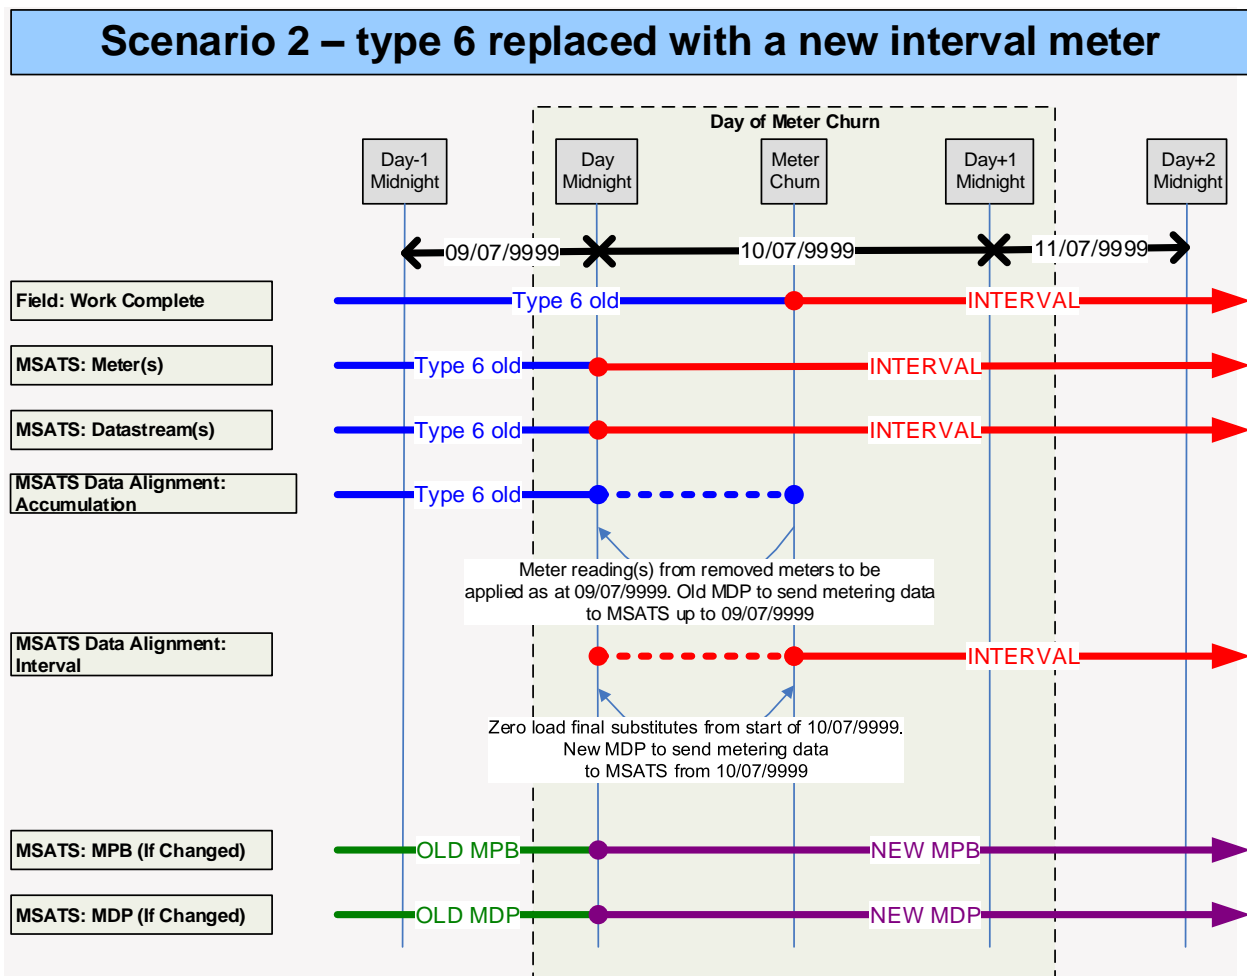 Scenario 2 – type 6 replaced with a new interval meter
Day of Meter Churn
Day-1
Midnight
Day
Midnight
Meter
Churn
Day+1
Midnight
Day+2
Midnight
09/07/9999
10/07/9999
11/07/9999
Field: Work Complete
Type 6 old
INTERVAL
MSATS: Meter(s)
Type 6 old
INTERVAL
MSATS: Datastream(s)
Type 6 old
INTERVAL
MSATS Data Alignment:
Accumulation
Type 6 old
Meter reading(s) from removed meters to be
applied as at 09/07/9999. Old MDP to send metering data
to MSATS up to 09/07/9999
MSATS Data Alignment:
Interval
INTERVAL
Zero load final substitutes from start of 10/07/9999.
New MDP to send metering data
to MSATS from 10/07/9999
MSATS: MPB (If Changed)
OLD MPB
NEW MPB
MSATS: MDP (If Changed)
OLD MDP
NEW MDP